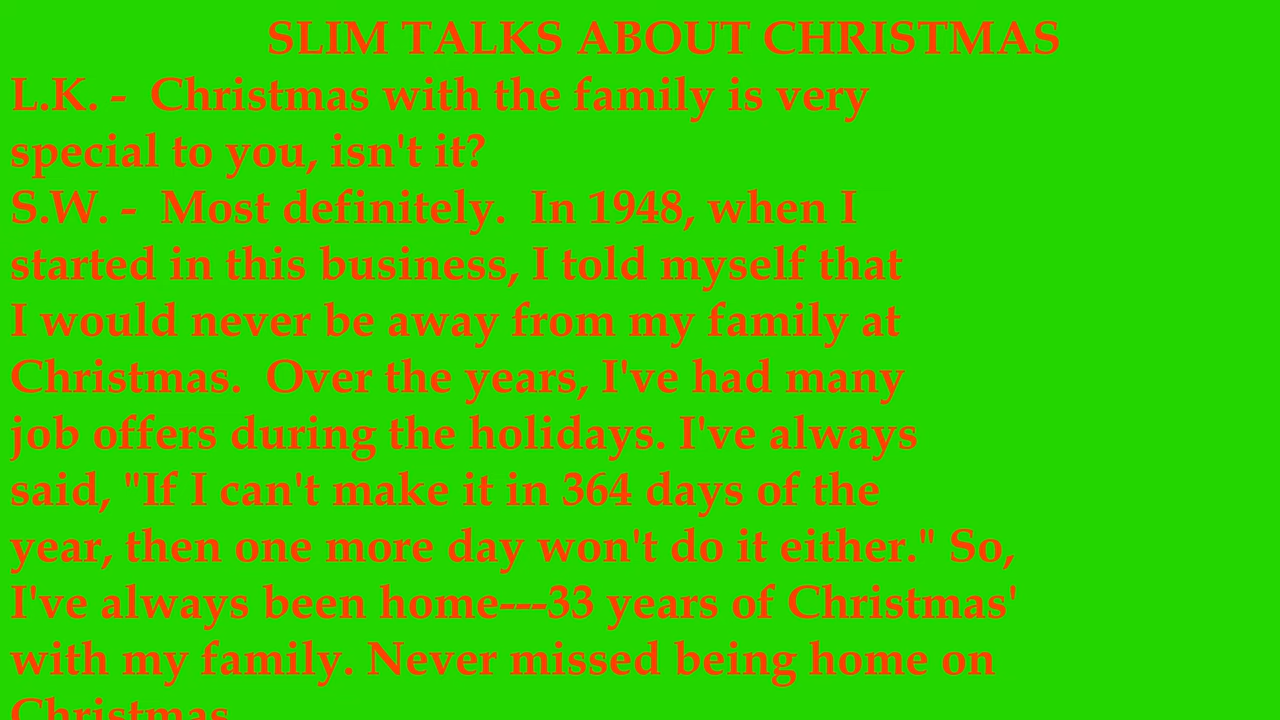 SLIM TALKS ABOUT CHRISTMAS
L.K. -  Christmas with the family is very
special to you, isn't it?
S.W. -  Most definitely.  In 1948, when I
started in this business, I told myself that
I would never be away from my family at
Christmas.  Over the years, I've had many
job offers during the holidays. I've always
said, "If I can't make it in 364 days of the
year, then one more day won't do it either." So,
I've always been home---33 years of Christmas'
with my family. Never missed being home on
Christmas